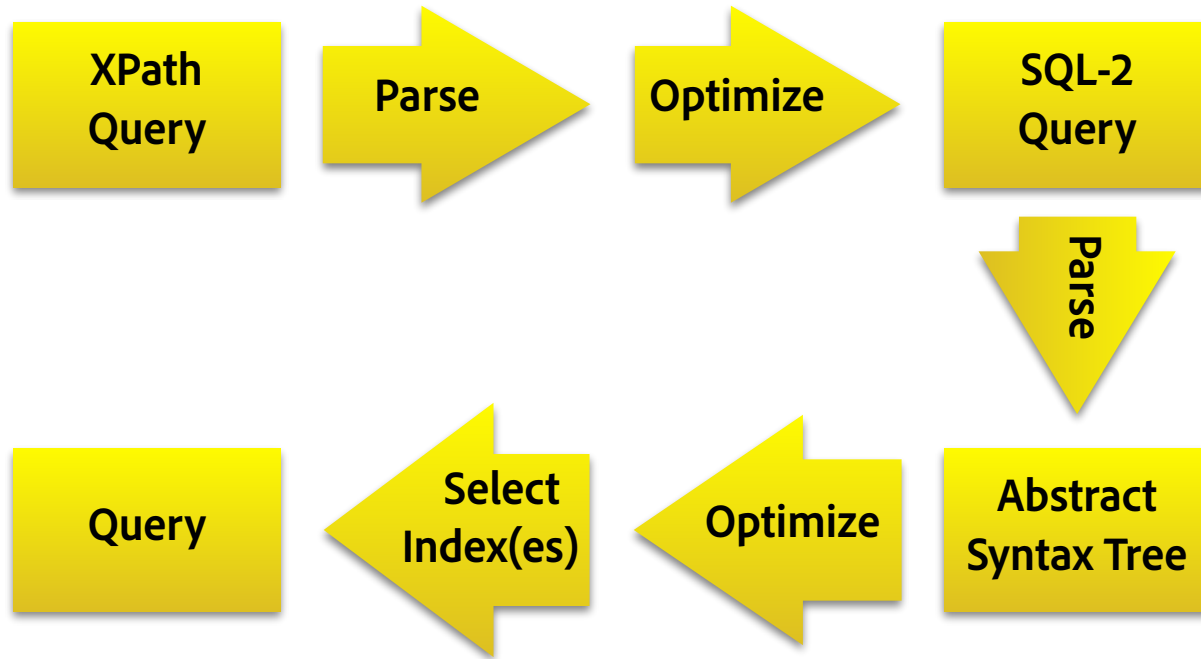 XPath
Query
Parse
Optimize
SQL-2
Query
Parse
Abstract
Syntax Tree
Optimize
Select
Index(es)
Query